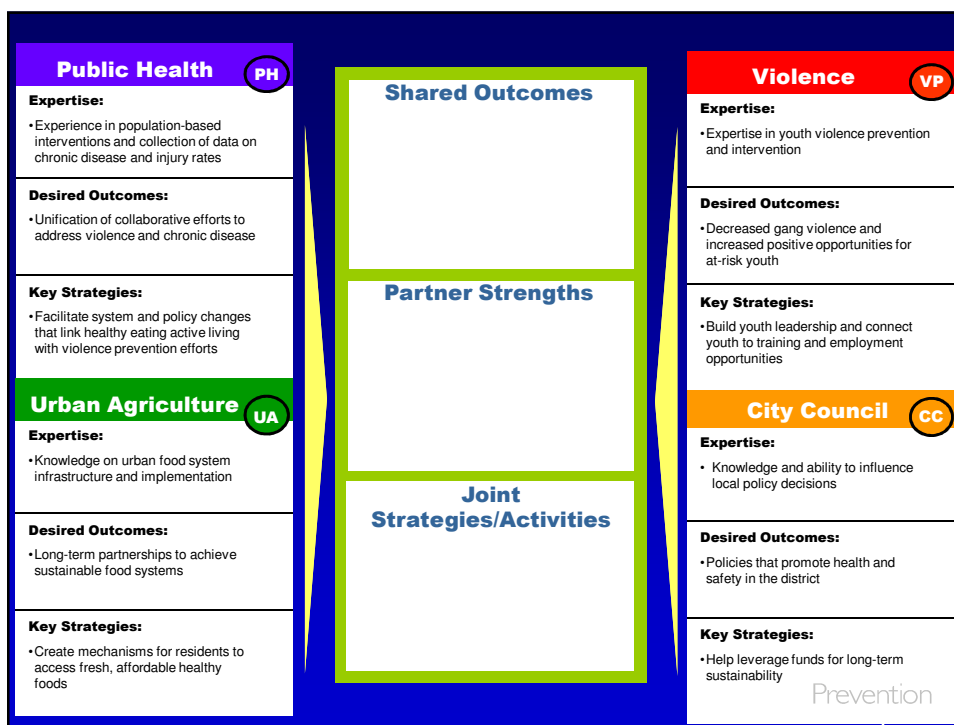 Public Health
PH
Expertise:
•Experience in population-based
interventions and collection of data on
chronic disease and injury rates
Desired Outcomes:
•Unification of collaborative efforts to
address violence and chronic disease
Key Strategies:
•Facilitate system and policy changes
that link healthy eating active living
with violence prevention efforts
Urban Agriculture
UA
Expertise:
•Knowledge on urban food system
infrastructure and implementation
Desired Outcomes:
•Long-term partnerships to achieve
sustainable food systems
Key Strategies:
•Create mechanisms for residents to
access fresh, affordable healthy
foods
Shared Outcomes
Partner Strengths
Joint
Strategies/Activities
Violence
VP
Expertise:
•Expertise in youth violence prevention
and intervention
Desired Outcomes:
•Decreased gang violence and
increased positive opportunities for
at-risk youth
Key Strategies:
•Build youth leadership and connect
youth to training and employment
opportunities
City Council
CC
Expertise:
• Knowledge and ability to influence
local policy decisions
Desired Outcomes:
•Policies that promote health and
safety in the district
Key Strategies:
•Help leverage funds for long-term
sustainability
Prevention